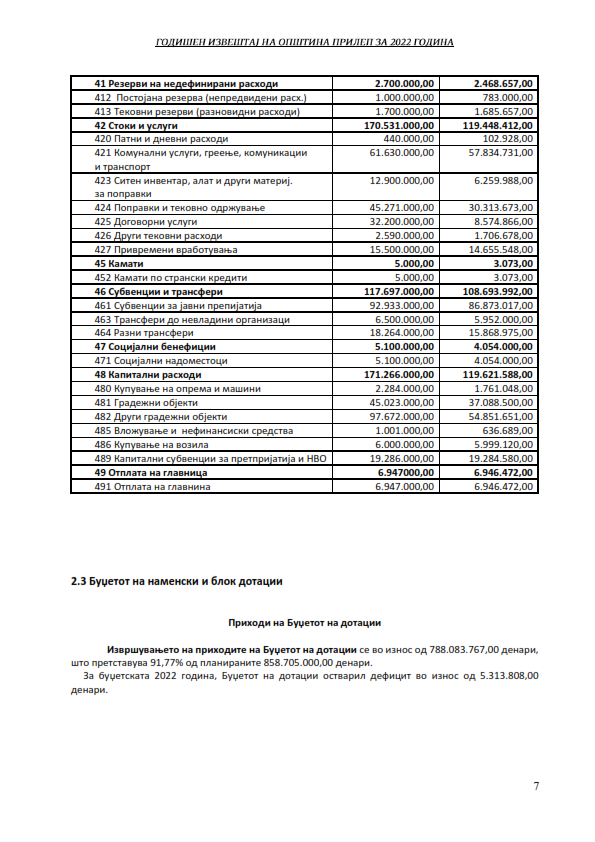 ГОДИШЕН ИЗВЕШТАЈ НА ОПШТИНА ПРИЛЕП ЗА 2022 ГОДИНА
41 Резерви на недефинирани расходи 2.700.000,00 2.468.657,00
412 Постојана резерва (непредвидени расх.) 1.000.000,00 783.000,00
413 Тековни резерви (разновидни расходи) 1.700.000,00 1.685.657,00
42 Стоки и услуги 170.531.000,00 119.448.412,00
420 Патни и дневни расходи 440.000,00 102.928,00
421 Комунални услуги, греење, комуникации 61.630.000,00 57.834.731,00
и транспорт
423 Ситен инвентар, алат и други материј. 12.900.000,00 6.259.988,00
за поправки
424 Поправки и тековно одржување 45.271.000,00 30.313.673,00
425 Договорни услуги 32.200.000,00 8.574.866,00
426 Други тековни расходи 2.590.000,00 1.706.678,00
427 Привремени вработувања 15.500.000,00 14.655.548,00
45 Камати 5.000,00 3.073,00
452 Камати по странски кредити 5.000,00 3.073,00
46 Субвенции и трансфери 117.697.000,00 108.693.992,00
461 Субвенции за јавни препијатија 92.933.000,00 86.873.017,00
463 Трансфери до невладини организаци 6.500.000,00 5.952.000,00
464 Разни трансфери 18.264.000,00 15.868.975,00
47 Социјални бенефиции 5.100.000,00 4.054.000,00
471 Социјални надоместоци 5.100.000,00 4.054.000,00
48 Капитални расходи 171.266.000,00 119.621.588,00
480 Купување на опрема и машини 2.284.000,00 1.761.048,00
481 Градежни објекти 45.023.000,00 37.088.500,00
482 Други градежни објекти 97.672.000,00 54.851.651,00
485 Вложување и нефинансиски средства 1.001.000,00 636.689,00
486 Купување на возила 6.000.000,00 5.999.120,00
489 Капитални субвенции за претпријатија и НВО 19.286.000,00 19.284.580,00
49 Отплата на главница 6.947000,00 6.946.472,00
491 Отплата на главнина 6.947.000,00 6.946.472,00
2.3 Буџетот на наменски и блок дотации
Приходи на Буџетот на дотации
Извршувањето на приходите на Буџетот на дотации се во износ од 788.083.767,00 денари,
што претставува 91,77% од планираните 858.705.000,00 денари.
За буџетската 2022 година, Буџетот на дотации остварил дефицит во износ од 5.313.808,00
денари.
7